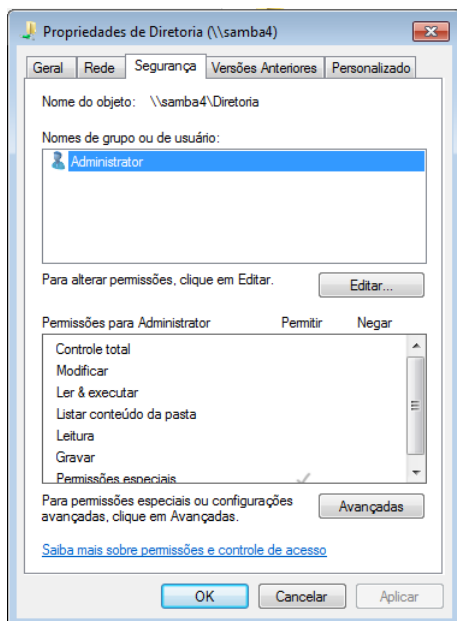 Propriedades de Diretoria (\\samba4)
Geral Rede Segurança Versões Anteriores Personalizado
Nome do objeto: \\samba4\Diretoria
Nomes de grupo ou de usuário:
Administrator
Para alterar permissões, clique em Editar.
Editar...
Permissões para Administrator Permitir Negar
Controle total
Modificar
Ler & executar
Listar conteúdo da pasta
Leitura
Gravar
Permissões especiais
Para permissões especiais ou configurações
avançadas, clique em Avançadas.
Avançadas
Saiba mais sobre permissões e controle de acesso
OK Cancelar Aplicar